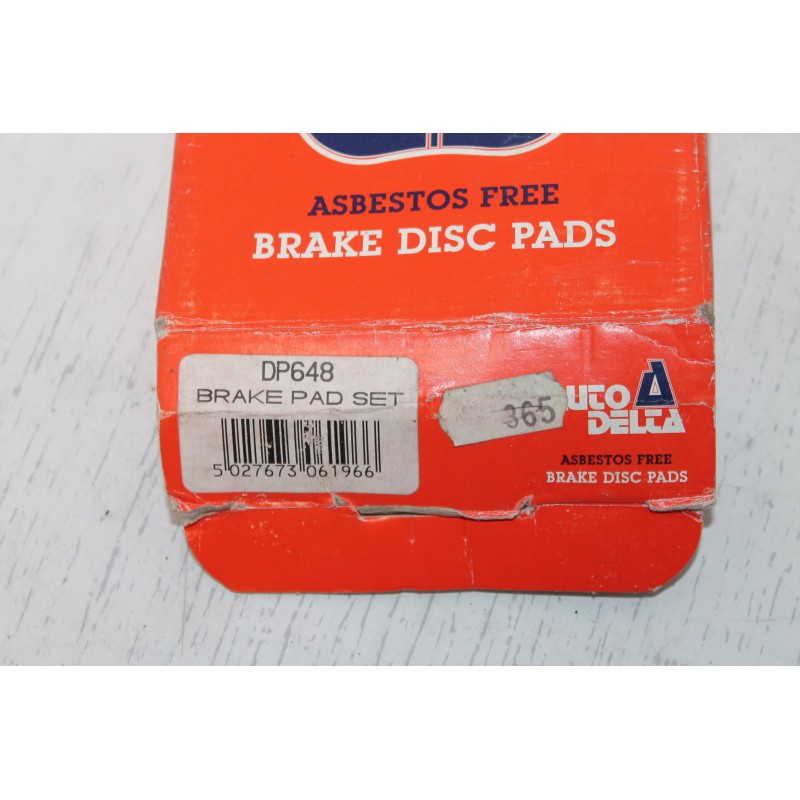 ASBESTOS FREE
BRAKE DISC PADS
DP648
BRAKE PAD SET
5 027673 061966
365
UTO
DELTA
ASBESTOS FREE
BRAKE DISC PADS